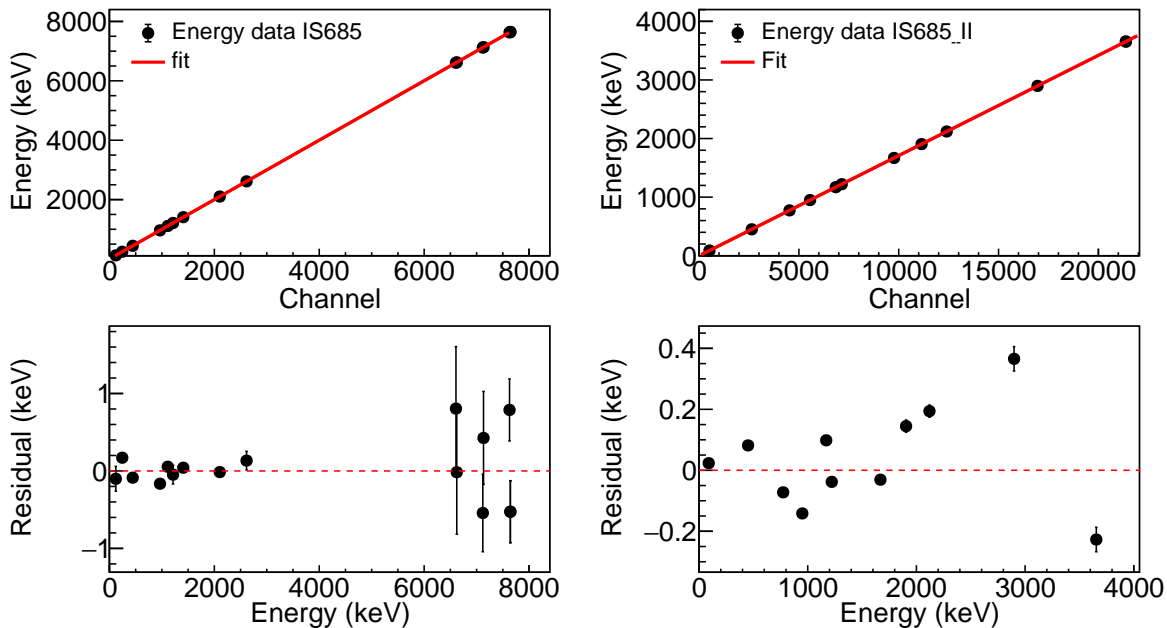 Energy (keV)
8000
6000
4000
2000
0
Energy data IS685
fit
0 2000 4000 6000 8000
Channel
Energy (keV)
4000
3000
2000
1000
0
Energy data IS685_II
Fit
0 5000 10000 15000 20000
Channel
Residual (keV)
1
0
−1
0 2000 4000 6000 8000
Energy (keV)
Residual (keV)
0.4
0.2
0
−0.2
0 1000 2000 3000 4000
Energy (keV)